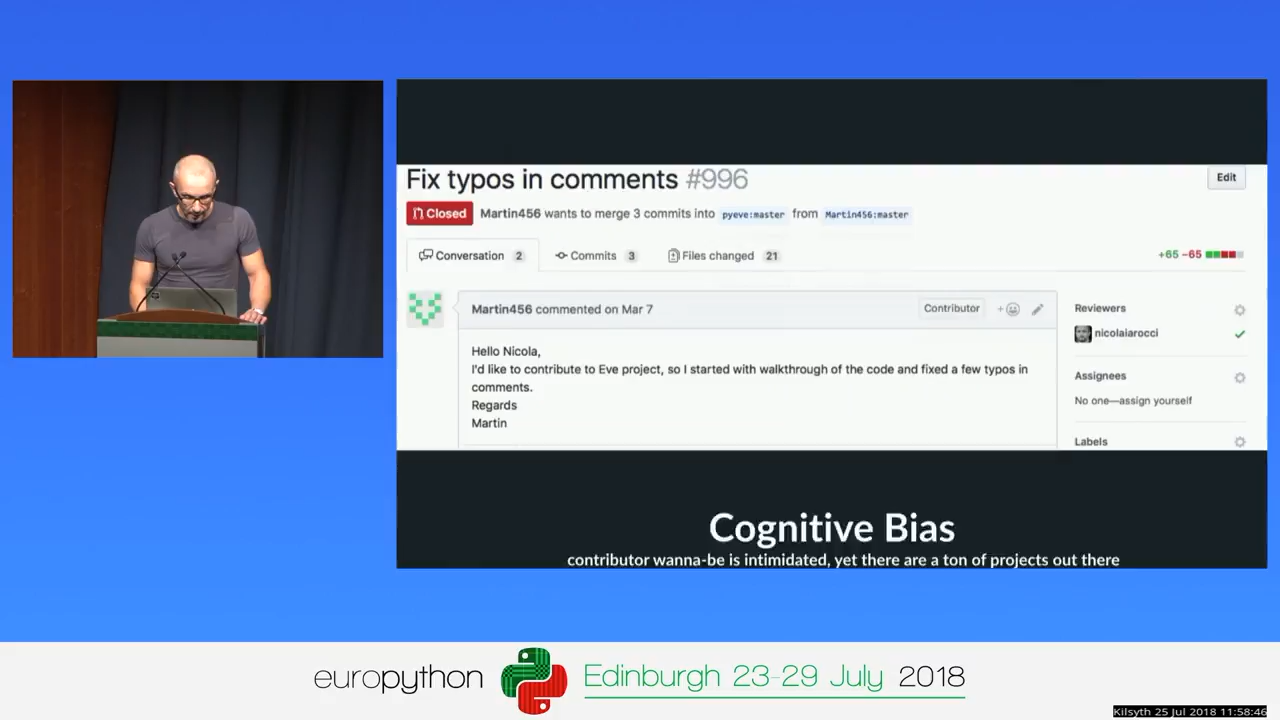 Fix typos in comments #996
Edit
Closed
Martin456 wants to merge 3 commits into pyeve:master from Martin456:master
Conversation 2
Commits 3
Files changed 21
+65 −65
Martin456 commented on Mar 7
Contributor
Hello Nicola,
I'd like to contribute to Eve project, so I started with walkthrough of the code and fixed a few typos in
comments.
Regards
Martin
Reviewers
nicolaiarocci
Assignees
No one—assign yourself
Labels
Cognitive Bias
contributor wanna-be is intimidated, yet there are a ton of projects out there
europython
Edinburgh 23-29 July 2018
Kilsyth 25 Jul 2018 11:58:46